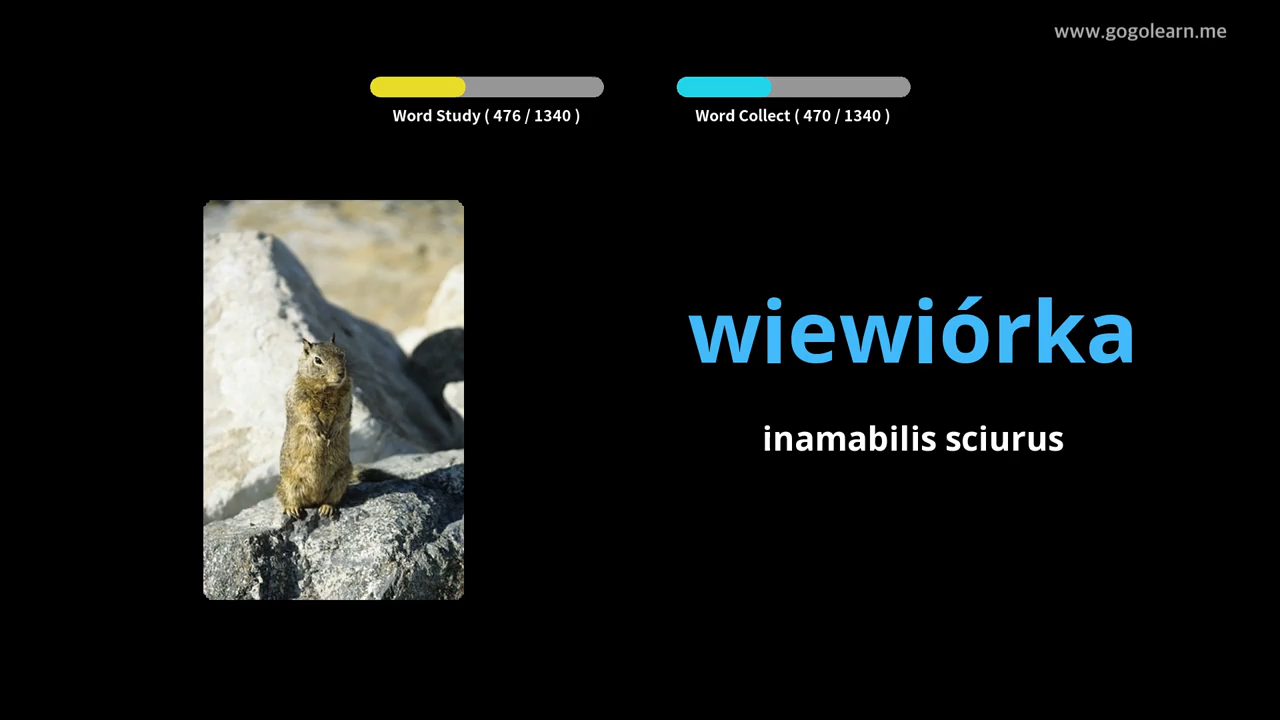 www.gogolearn.me
Word Study ( 476 / 1340 )
Word Collect ( 470 / 1340 )
wiewiórka
inamabilis sciurus